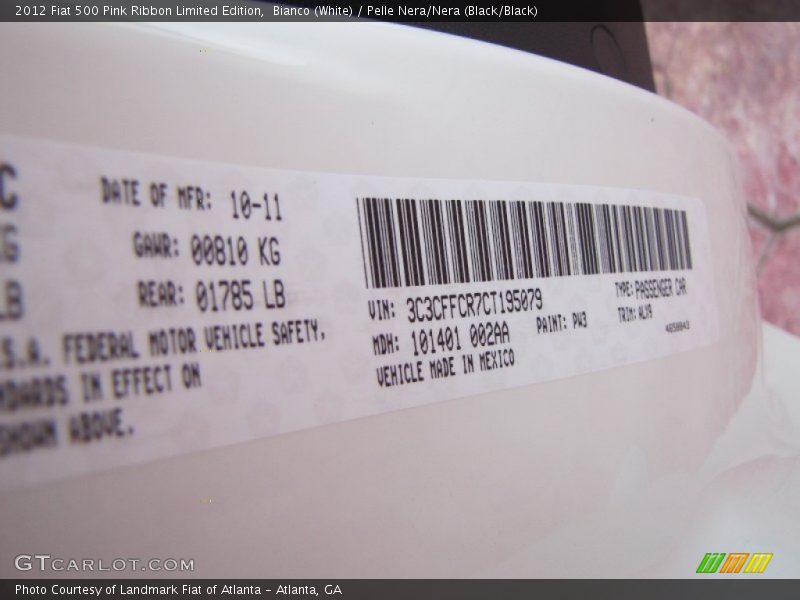 2012 Fiat 500 Pink Ribbon Limited Edition, Bianco (White) / Pelle Nera/Nera (Black/Black)
C
DATE OF MFR: 10-11
G
GAWR: 00810 KG
LB
REAR: 01785 LB
S.A. FEDERAL MOTOR VEHICLE SAFETY,
NDARDS IN EFFECT ON
SHOWN ABOVE.
VIN: 3C3CFFCR7CT195079
TYPE: PASSENGER CAR
MDH: 101401 002AA
PAINT: PW3
TRIM: ALV9
VEHICLE MADE IN MEXICO
GTCARLOT.COM
Photo Courtesy of Landmark Fiat of Atlanta - Atlanta, GA